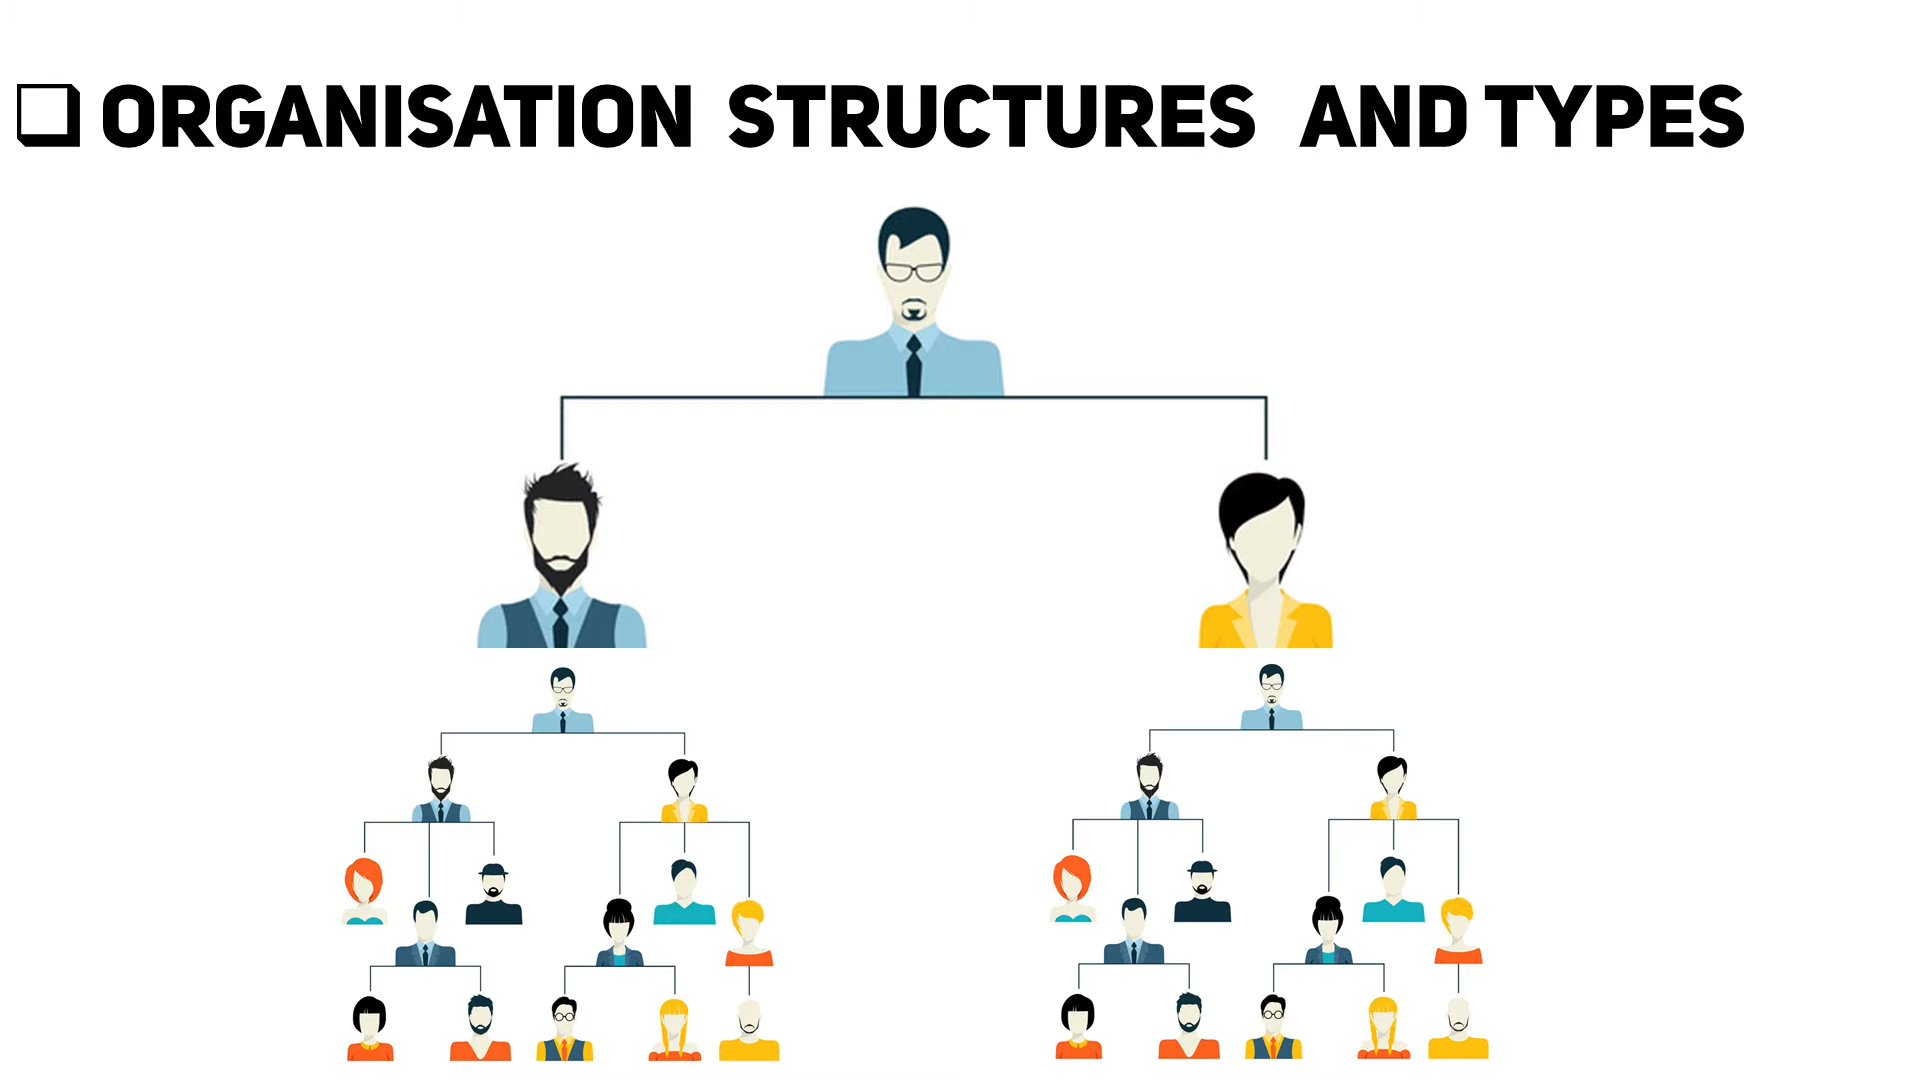 ❑ ORGANISATION STRUCTURES AND TYPES